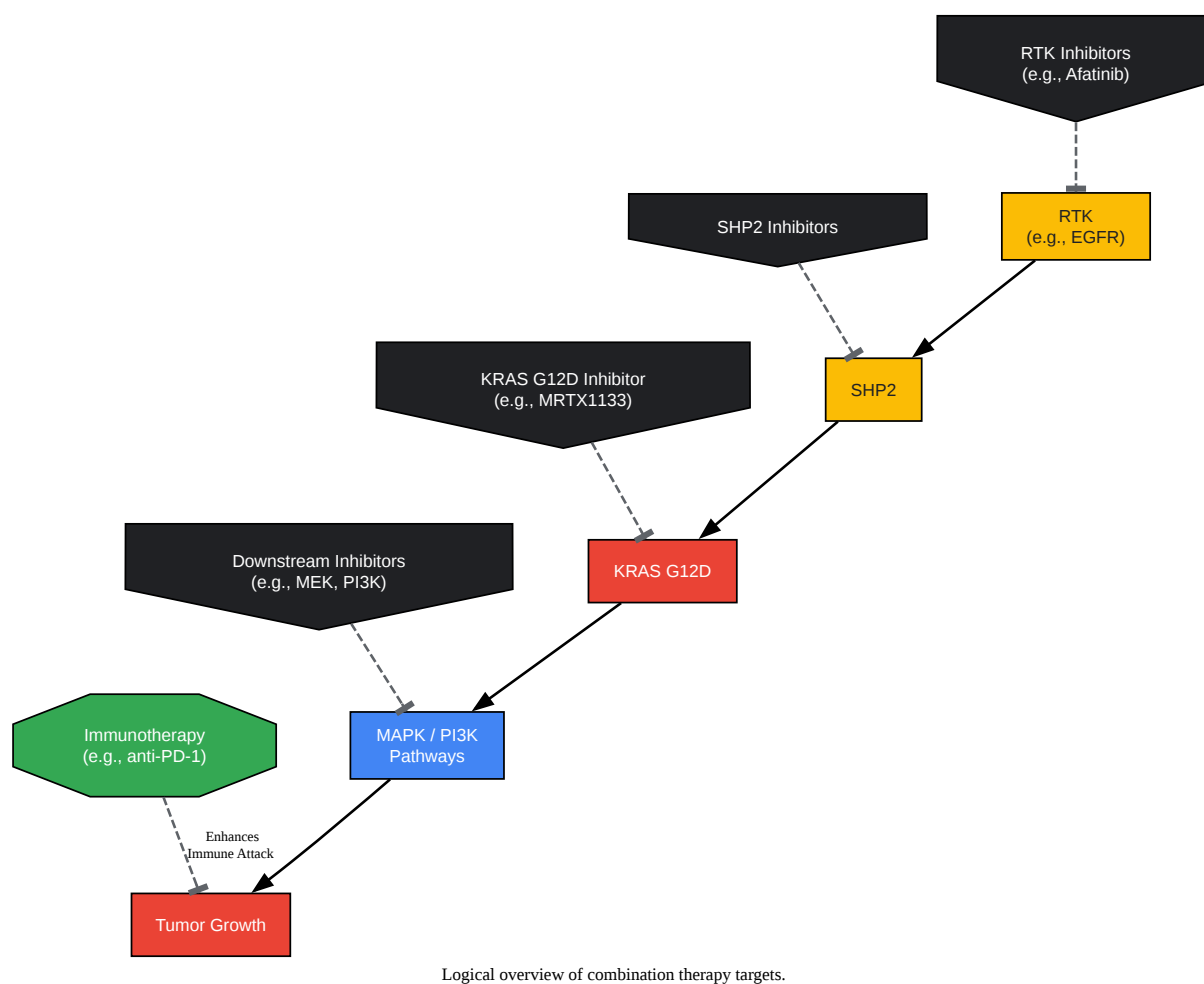 RTK Inhibitors
(e.g., Afatinib)
RTK
(e.g., EGFR)
SHP2 Inhibitors
SHP2
KRAS G12D Inhibitor
(e.g., MRTX1133)
KRAS G12D
Downstream Inhibitors
(e.g., MEK, PI3K)
MAPK / PI3K
Pathways
Immunotherapy
(e.g., anti-PD-1)
Enhances
Immune Attack
Tumor Growth
Logical overview of combination therapy targets.